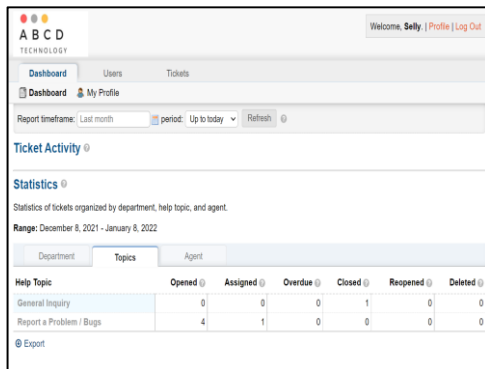 A B C D
TECHNOLOGY
Welcome, Selly. | Profile | Log Out
Dashboard Users Tickets
Dashboard My Profile
Report timeframe: Last month period: Up to today Refresh
Ticket Activity
Statistics
Statistics of tickets organized by department, help topic, and agent.
Range: December 8, 2021 - January 8, 2022
Department Topics Agent
Help Topic Opened Assigned Overdue Closed Reopened Deleted
General Inquiry 0 0 0 1 0 0
Report a Problem / Bugs 4 1 0 0 0 0
Export